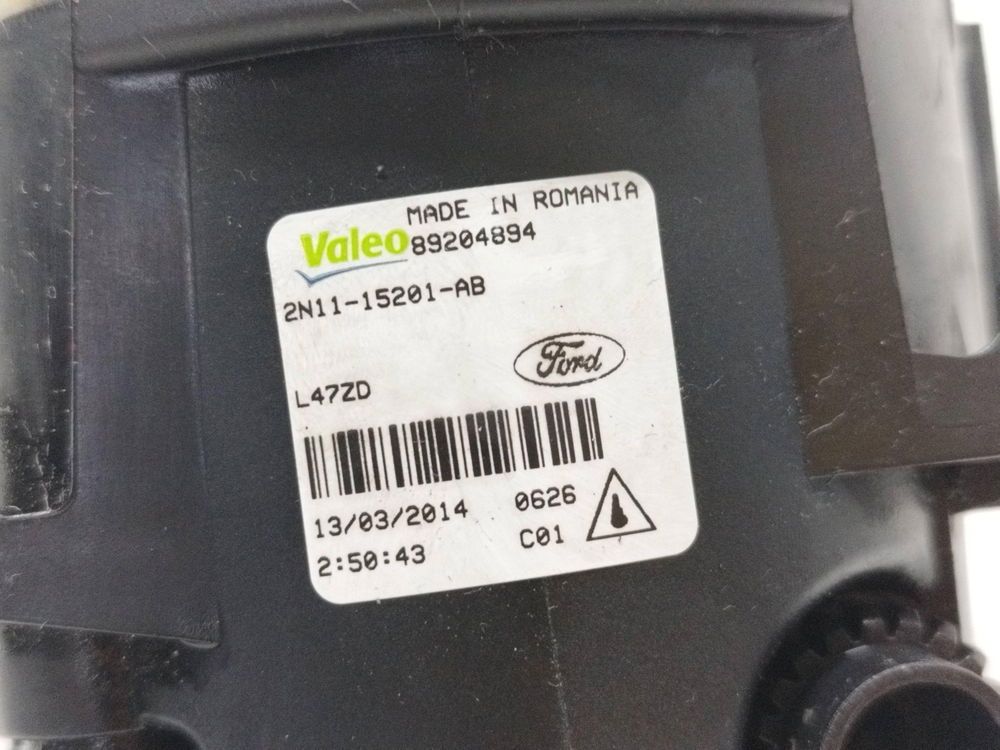 MADE IN ROMANIA
Valeo 89204894
2N11-15201-AB
Ford
L47ZD
13/03/2014 0626
2:50:43 C01